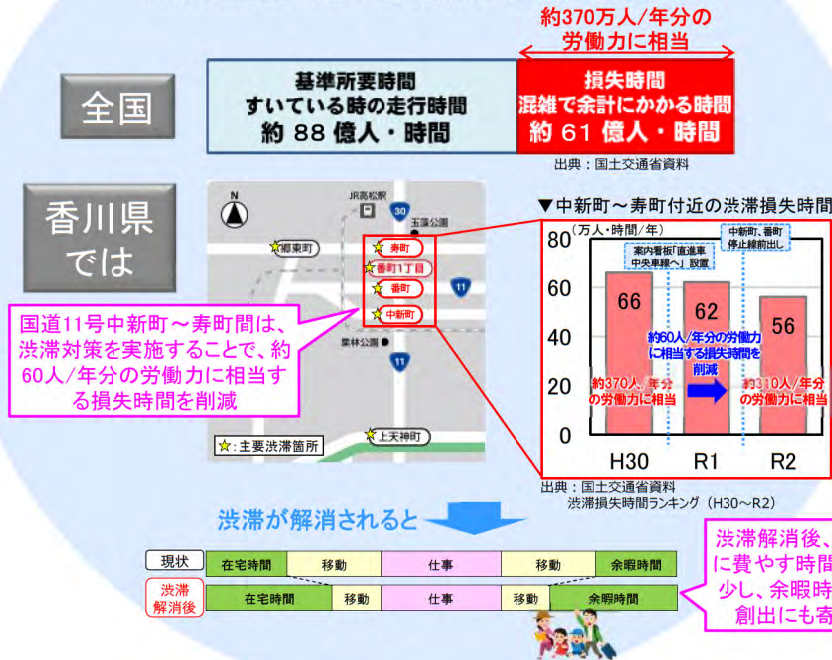 約370万人/年分の
労働力に相当
全国
基準所要時間
すいている時の走行時間
約 88 億人・時間
損失時間
混雑で余計にかかる時間
約 61 億人・時間
出典：国土交通省資料
香川県
では
N
JR高松駅
30
玉藻公園
☆郷東町
☆寿町
☆番町1丁目
☆番町
☆中新町
11
栗林公園
11
☆上天神町
☆：主要渋滞箇所
国道11号中新町～寿町間は、
渋滞対策を実施することで、約
60人/年分の労働力に相当す
る損失時間を削減
▼中新町～寿町付近の渋滞損失時間
(万人・時間/年)
80
60
40
20
0
案内看板「直進車
中央車線へ」設置
中新町、番町
停止線前出し
66
62
56
約60人/年分の労働力
に相当する損失時間を
削減
約370人/年分
の労働力に相当
約310人/年分
の労働力に相当
H30 R1 R2
出典：国土交通省資料
渋滞損失時間ランキング（H30～R2）
渋滞が解消されると
現状 在宅時間 移動 仕事 移動 余暇時間
渋滞
解消後
在宅時間 移動 仕事 移動 余暇時間
渋滞解消後、
に費やす時間
少し、余暇時
創出にも寄